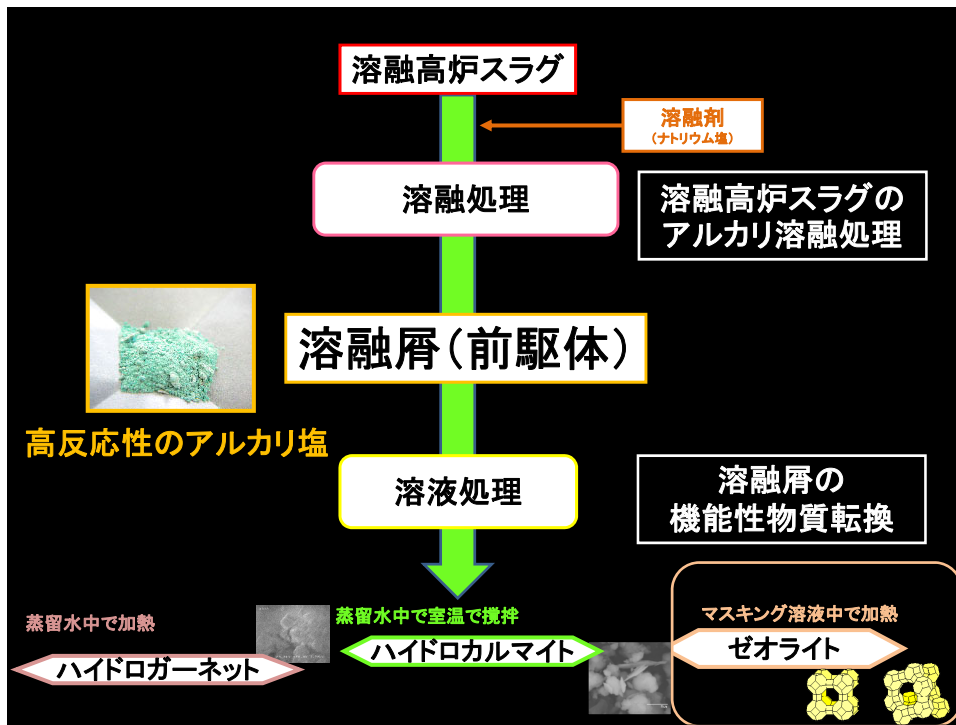 溶融高炉スラグ
溶融剤
（ナトリウム塩）
溶融処理
溶融高炉スラグの
アルカリ溶融処理
溶融屑（前駆体）
高反応性のアルカリ塩
溶液処理
溶融屑の
機能性物質転換
蒸留水中で加熱
ハイドロガーネット
蒸留水中で室温で撹拌
ハイドロカルマイト
マスキング溶液中で加熱
ゼオライト